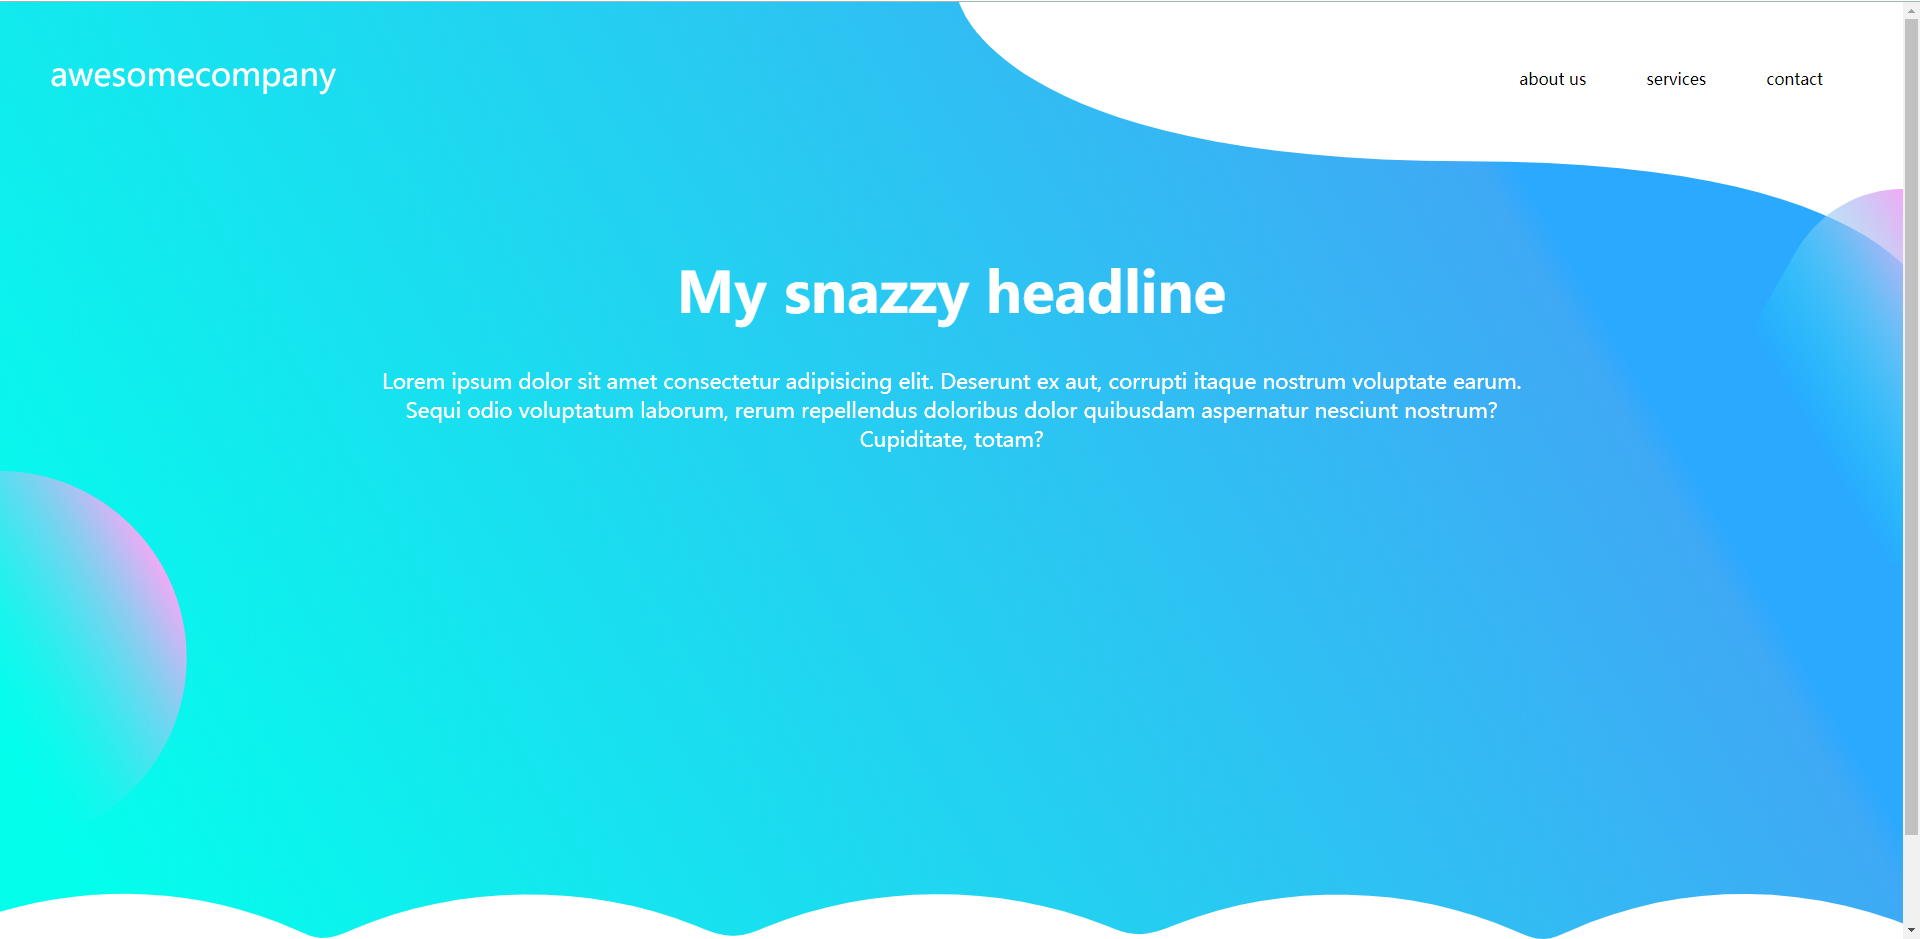 awesomecompany
about us services contact
My snazzy headline
Lorem ipsum dolor sit amet consectetur adipisicing elit. Deserunt ex aut, corrupti itaque nostrum voluptate earum.
Sequi odio voluptatum laborum, rerum repellendus doloribus dolor quibusdam aspernatur nesciunt nostrum?
Cupiditate, totam?